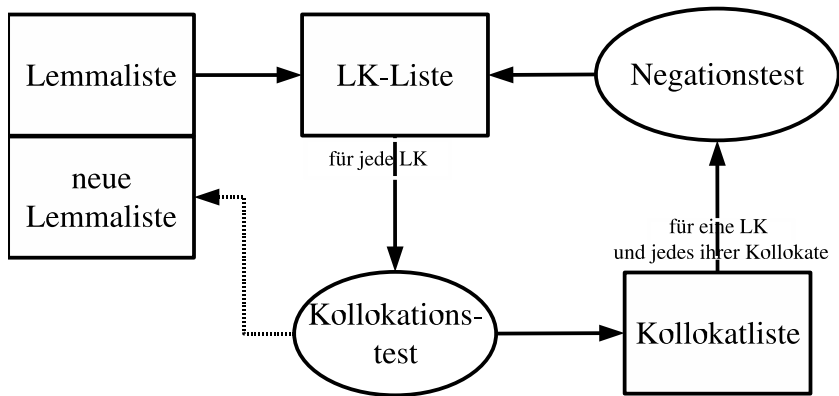 Lemmaliste
LK-Liste
Negationstest
für jede LK
neue
Lemmaliste
für eine LK
und jedes ihrer Kollokate
Kollokations-
test
Kollokatliste